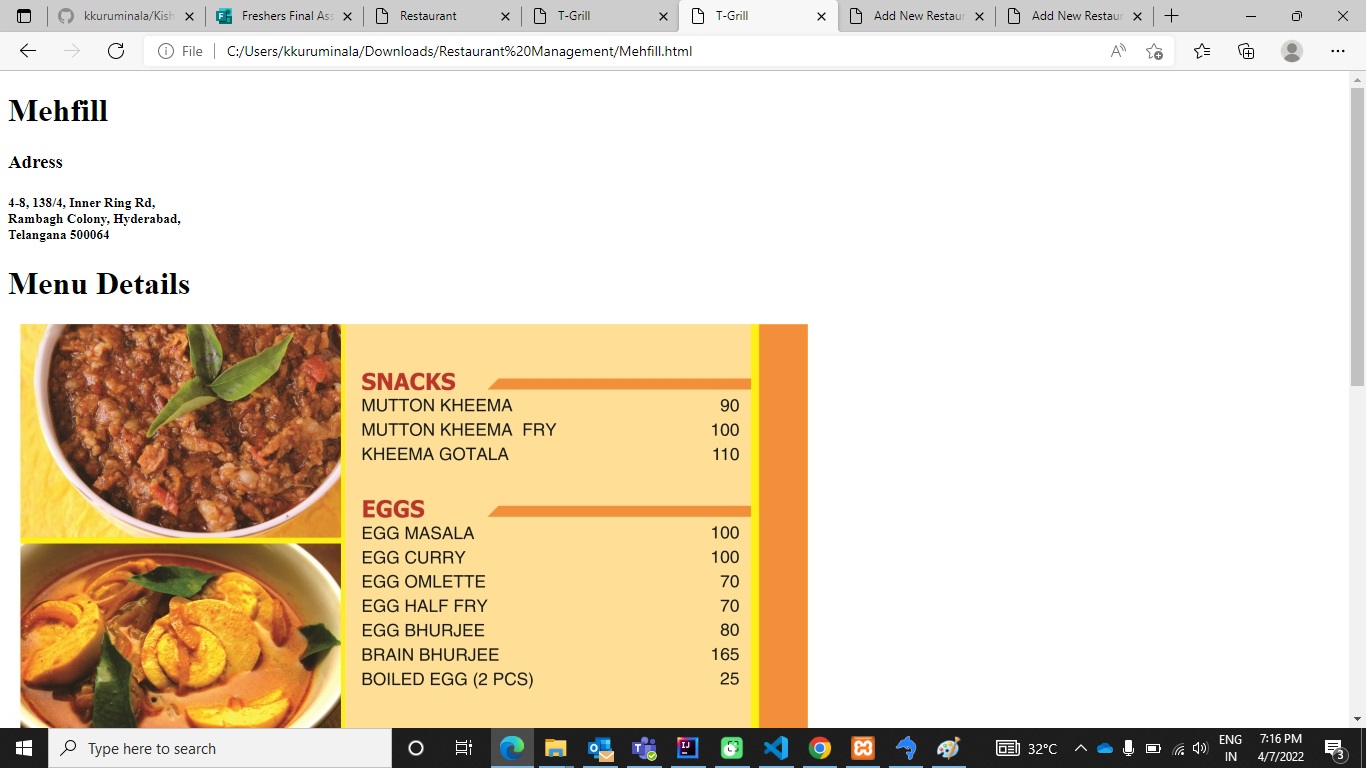 kkuruminala/Kish
Freshers Final Ass
Restaurant
T-Grill
T-Grill
Add New Restaur
Add New Restaur
File
C:/Users/kkuruminala/Downloads/Restaurant%20Management/Mehfill.html
Mehfill
Adress
4-8, 138/4, Inner Ring Rd,
Rambagh Colony, Hyderabad,
Telangana 500064
Menu Details
SNACKS
MUTTON KHEEMA 90
MUTTON KHEEMA FRY 100
KHEEMA GOTALA 110
EGGS
EGG MASALA 100
EGG CURRY 100
EGG OMLETTE 70
EGG HALF FRY 70
EGG BHURJEE 80
BRAIN BHURJEE 165
BOILED EGG (2 PCS) 25
Type here to search
32°C
ENG
IN
7:16 PM
4/7/2022
3